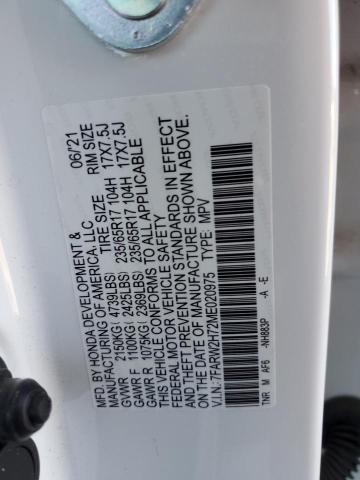 MFD. BY HONDA DEVELOPMENT &
MANUFACTURING OF AMERICA, LLC 06/'21
TIRE SIZE RIM SIZE
GVWR 2150KG( 4739LBS) 235/65R17 104H 17X7.5J
GAWR F 1100KG( 2425LBS) 235/65R17 104H 17X7.5J
GAWR R 1075KG( 2369LBS)
THIS VEHICLE CONFORMS TO ALL APPLICABLE
FEDERAL MOTOR VEHICLE SAFETY AND
THEFT PREVENTION STANDARDS IN EFFECT ON
THE DATE OF MANUFACTURE SHOWN ABOVE.
V.I.N.: 7FARW2H72ME020975 TYPE: MPV
TNR M AF6 -NH883P -A -E